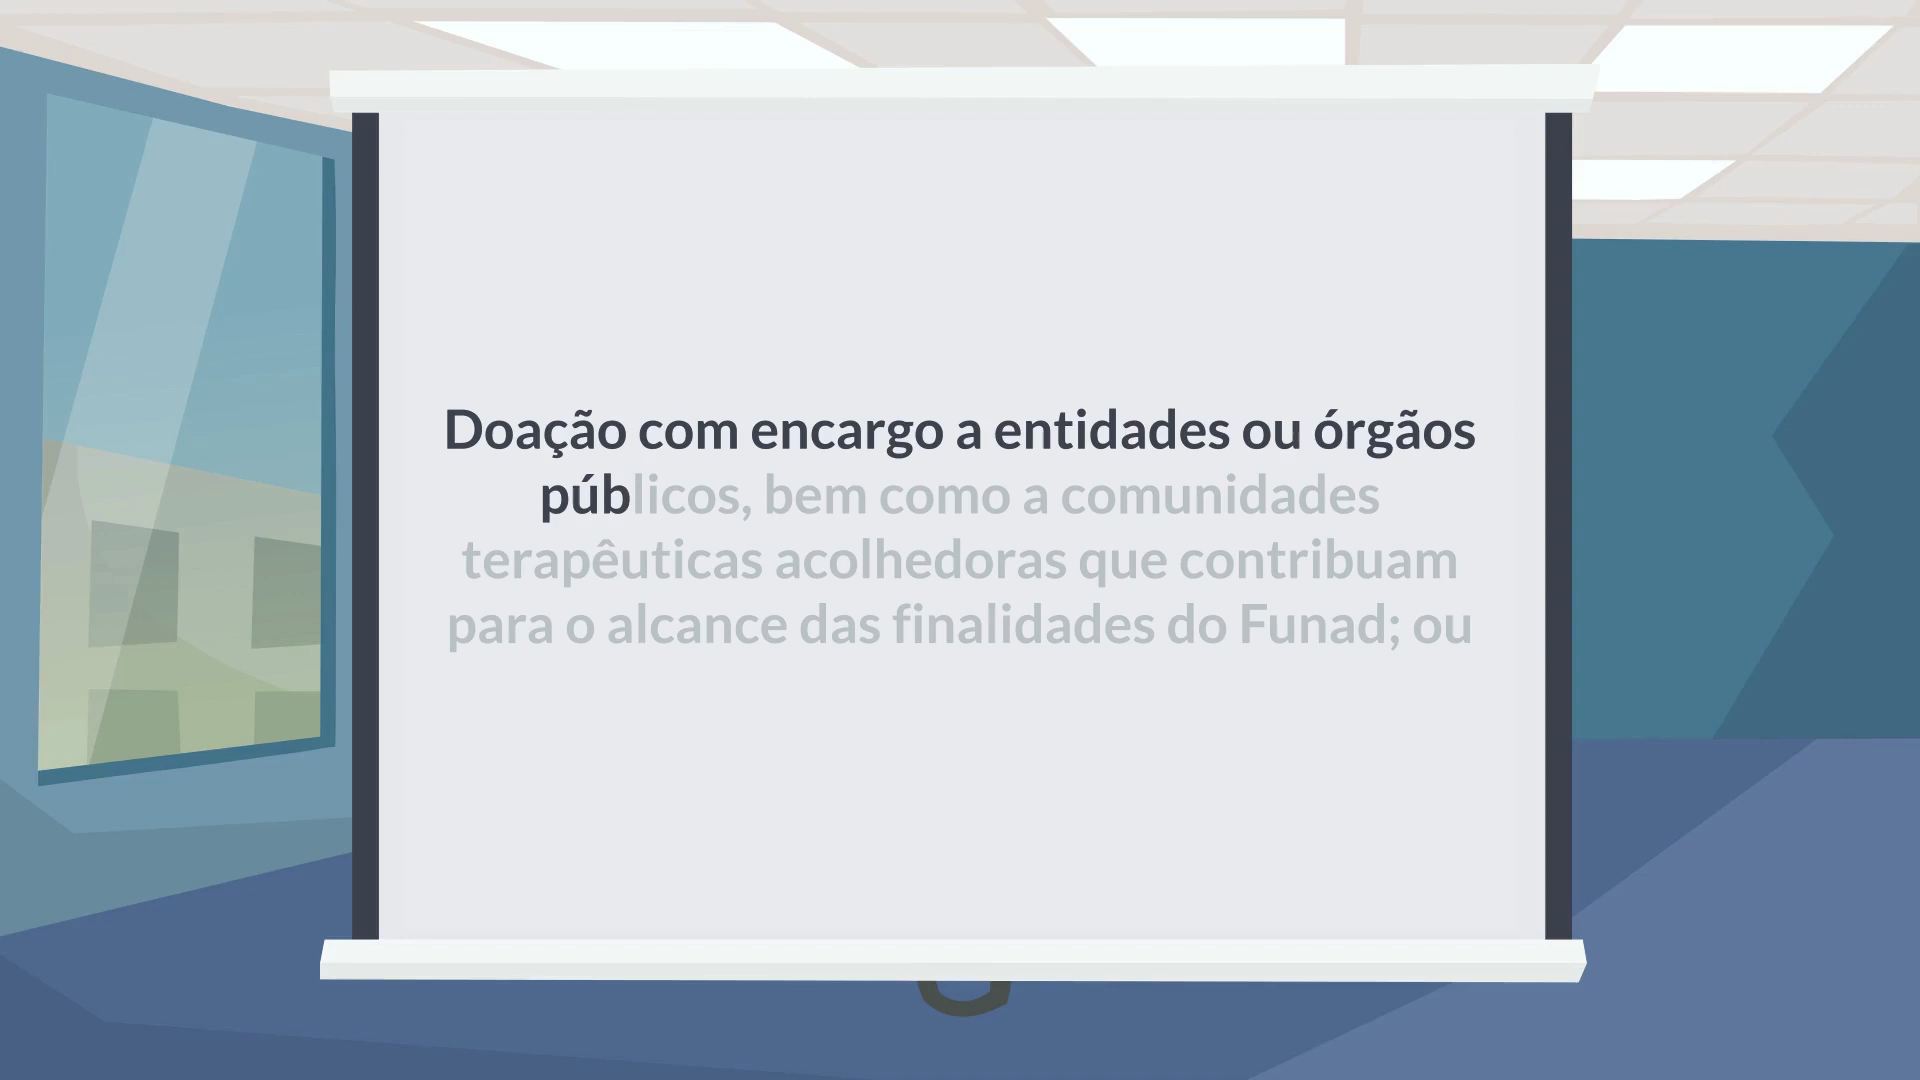 Doação com encargo a entidades ou órgãos
públicos, bem como a comunidades
terapêuticas acolhedoras que contribuam
para o alcance das finalidades do Funad; ou